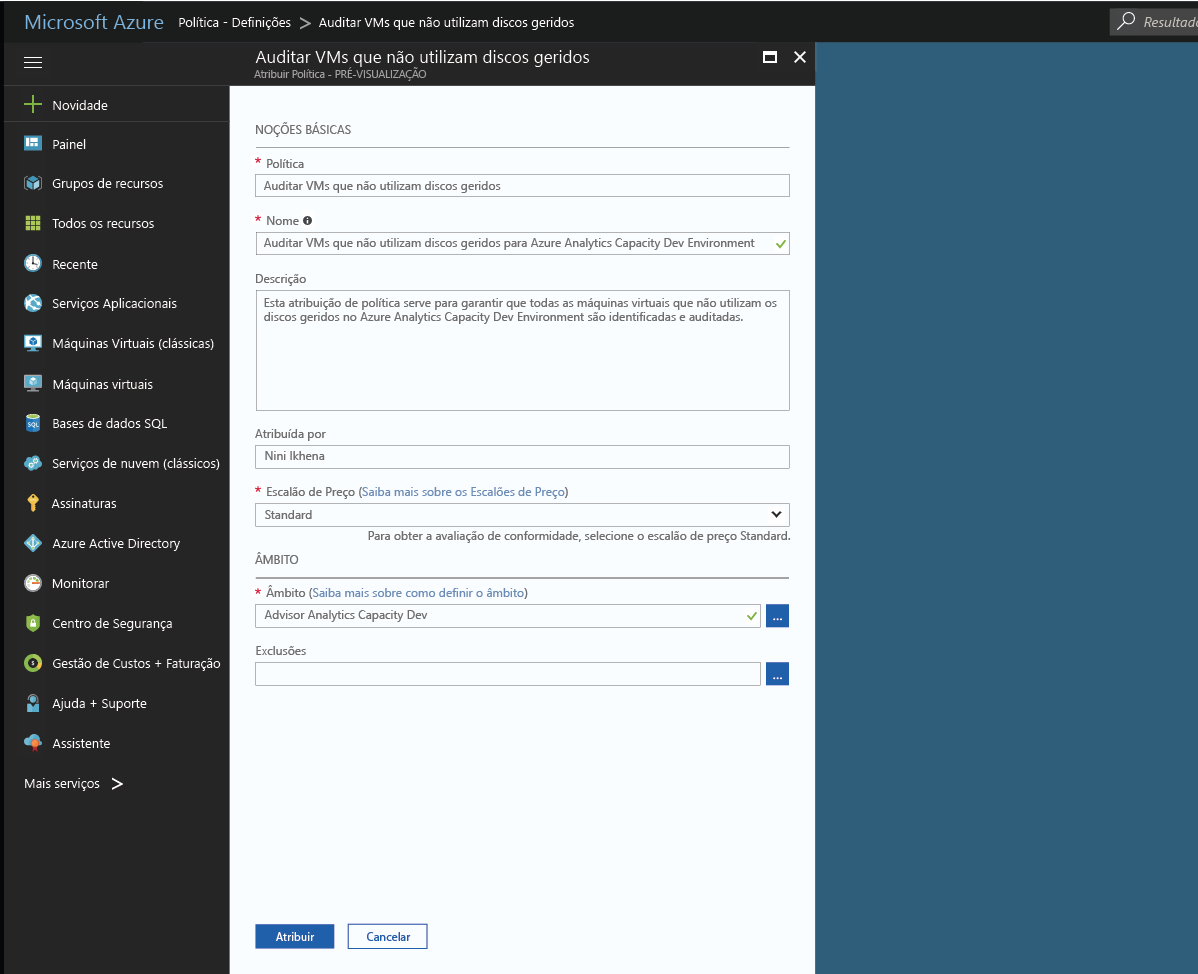 Microsoft Azure Política - Definições > Auditar VMs que não utilizam discos geridos
Resultado
Auditar VMs que não utilizam discos geridos
Atribuir Política - PRÉ-VISUALIZAÇÃO
Novidade
Painel
Grupos de recursos
Todos os recursos
Recente
Serviços Aplicacionais
Máquinas Virtuais (clássicas)
Máquinas virtuais
Bases de dados SQL
Serviços de nuvem (clássicos)
Assinaturas
Azure Active Directory
Monitorar
Centro de Segurança
Gestão de Custos + Faturação
Ajuda + Suporte
Assistente
Mais serviços >
NOÇÕES BÁSICAS
* Política
Auditar VMs que não utilizam discos geridos
* Nome
Auditar VMs que não utilizam discos geridos para Azure Analytics Capacity Dev Environment
Descrição
Esta atribuição de política serve para garantir que todas as máquinas virtuais que não utilizam os
discos geridos no Azure Analytics Capacity Dev Environment são identificadas e auditadas.
Atribuída por
Nini Ikhena
* Escalão de Preço (Saiba mais sobre os Escalões de Preço)
Standard
Para obter a avaliação de conformidade, selecione o escalão de preço Standard.
ÂMBITO
* Âmbito (Saiba mais sobre como definir o âmbito)
Advisor Analytics Capacity Dev
...
Exclusões
...
Atribuir
Cancelar